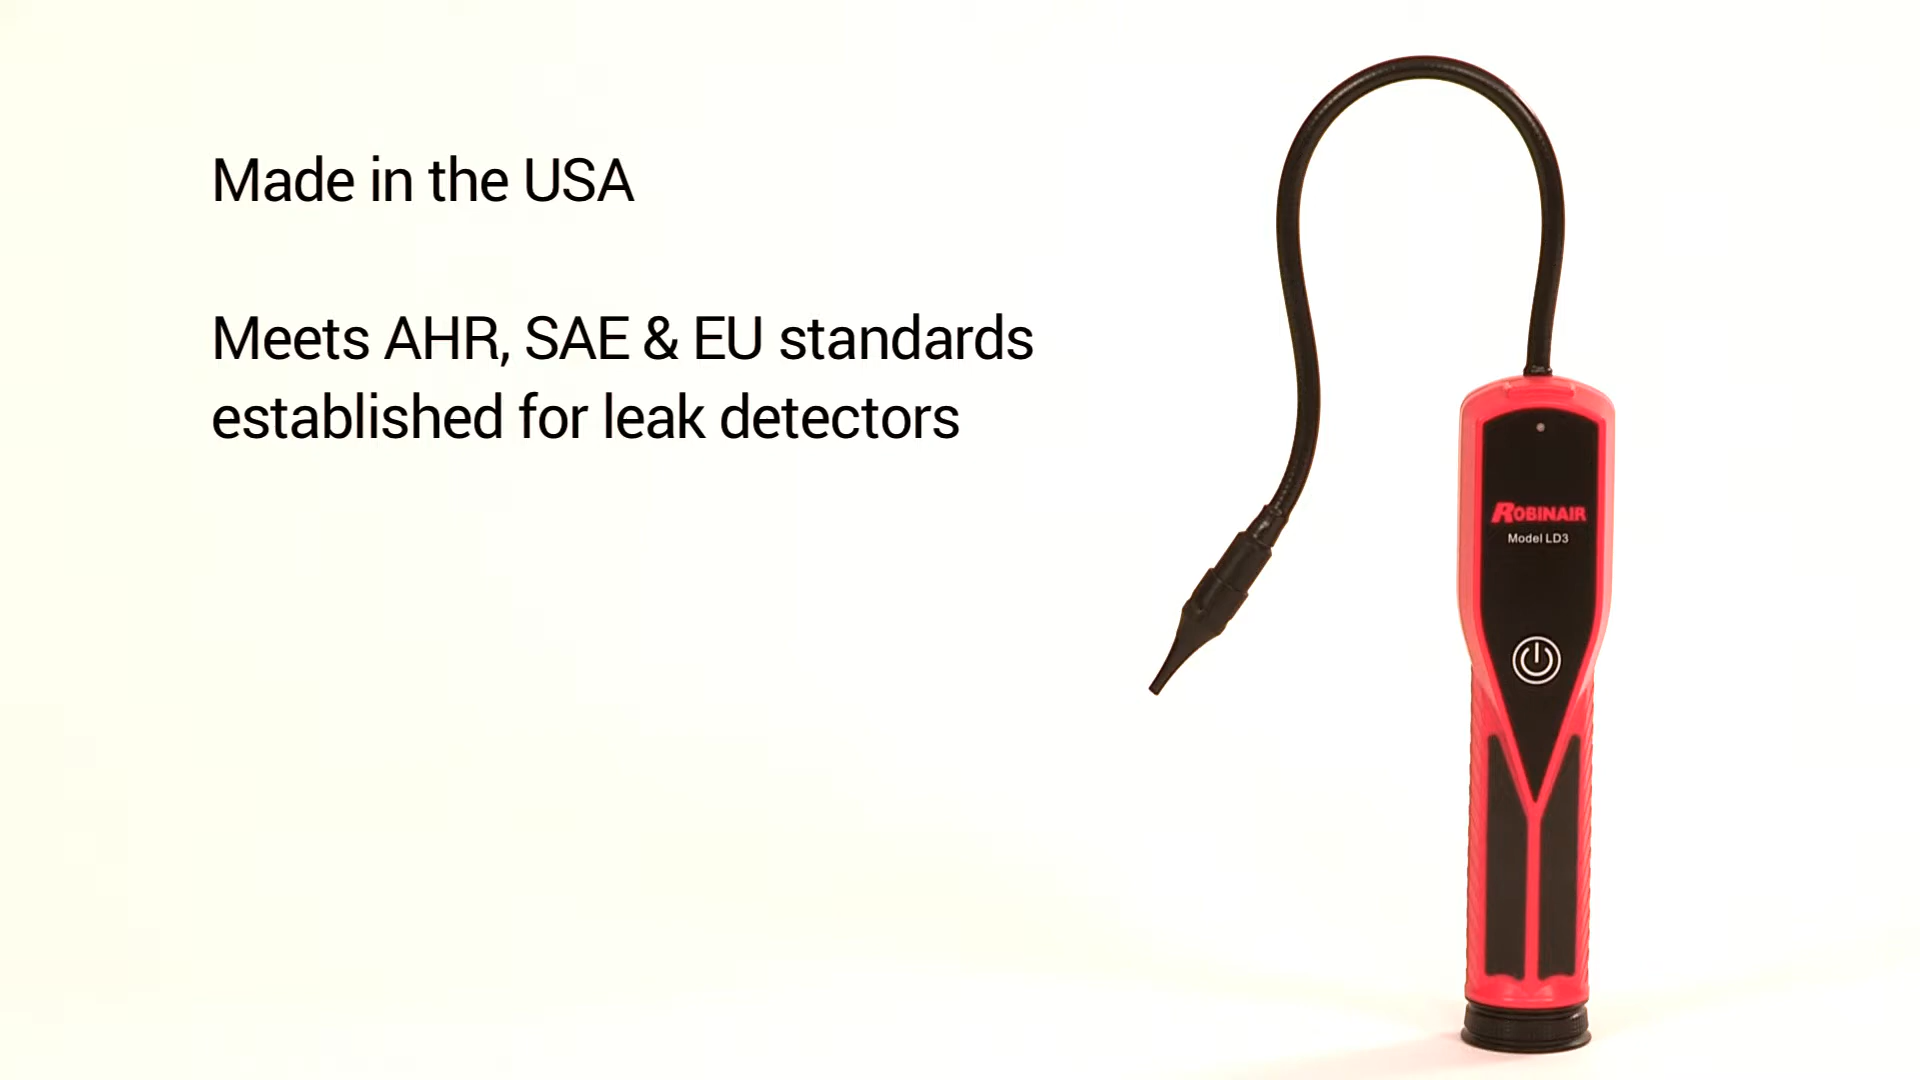 Made in the USA
Meets AHR, SAE & EU standards
established for leak detectors
ROBINAIR
Model LD3